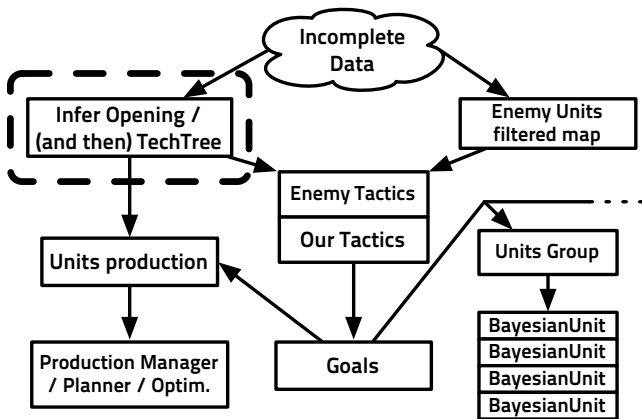 Incomplete
Data
Infer Opening /
(and then) TechTree
Enemy Units
filtered map
Enemy Tactics
Our Tactics
Units production
Units Group
Production Manager
/ Planner / Optim.
Goals
BayesianUnit
BayesianUnit
BayesianUnit
BayesianUnit